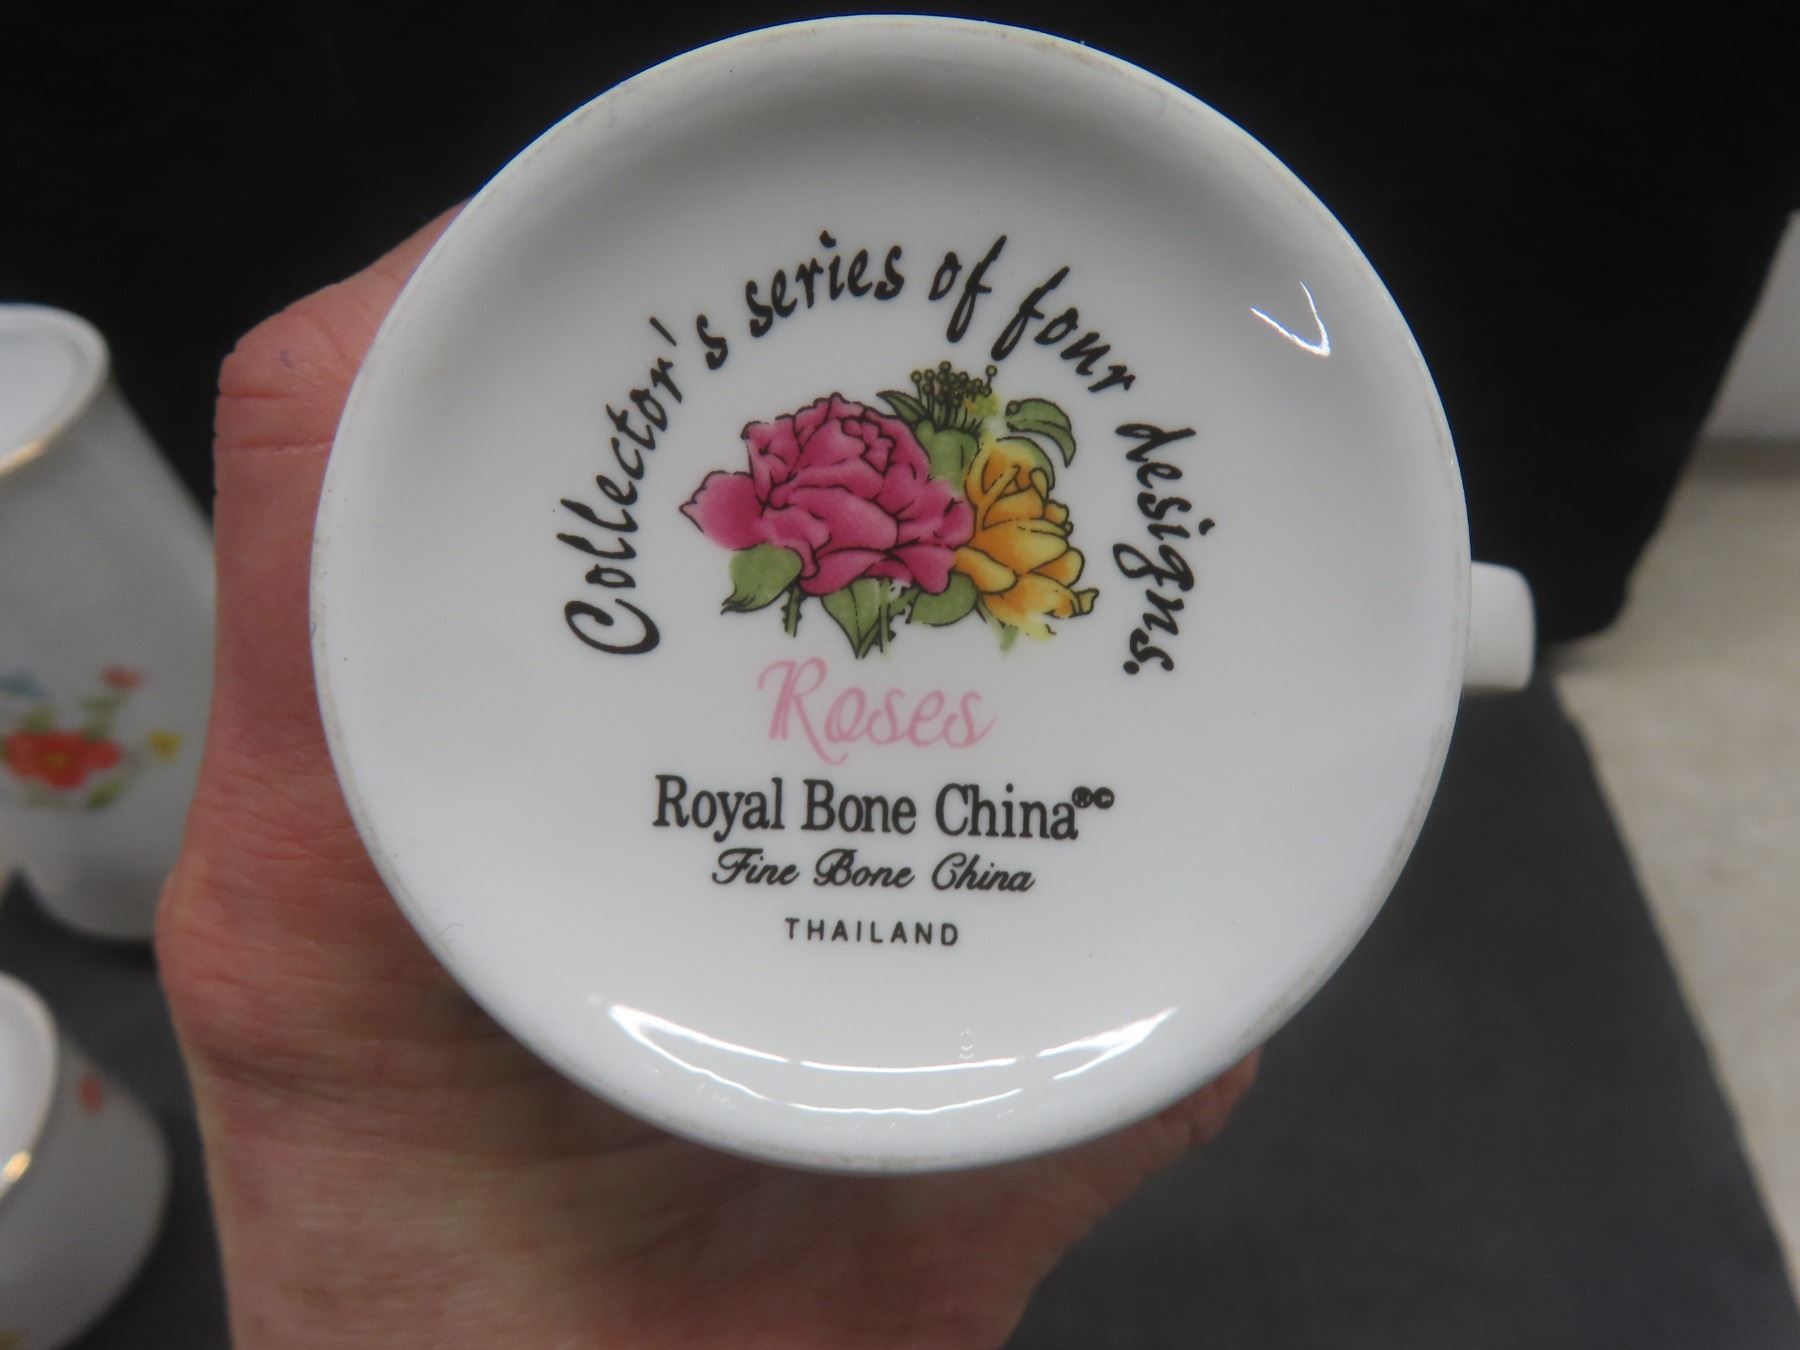 Collector's series of four designs.
Roses
Royal Bone China®©
Fine Bone China
THAILAND